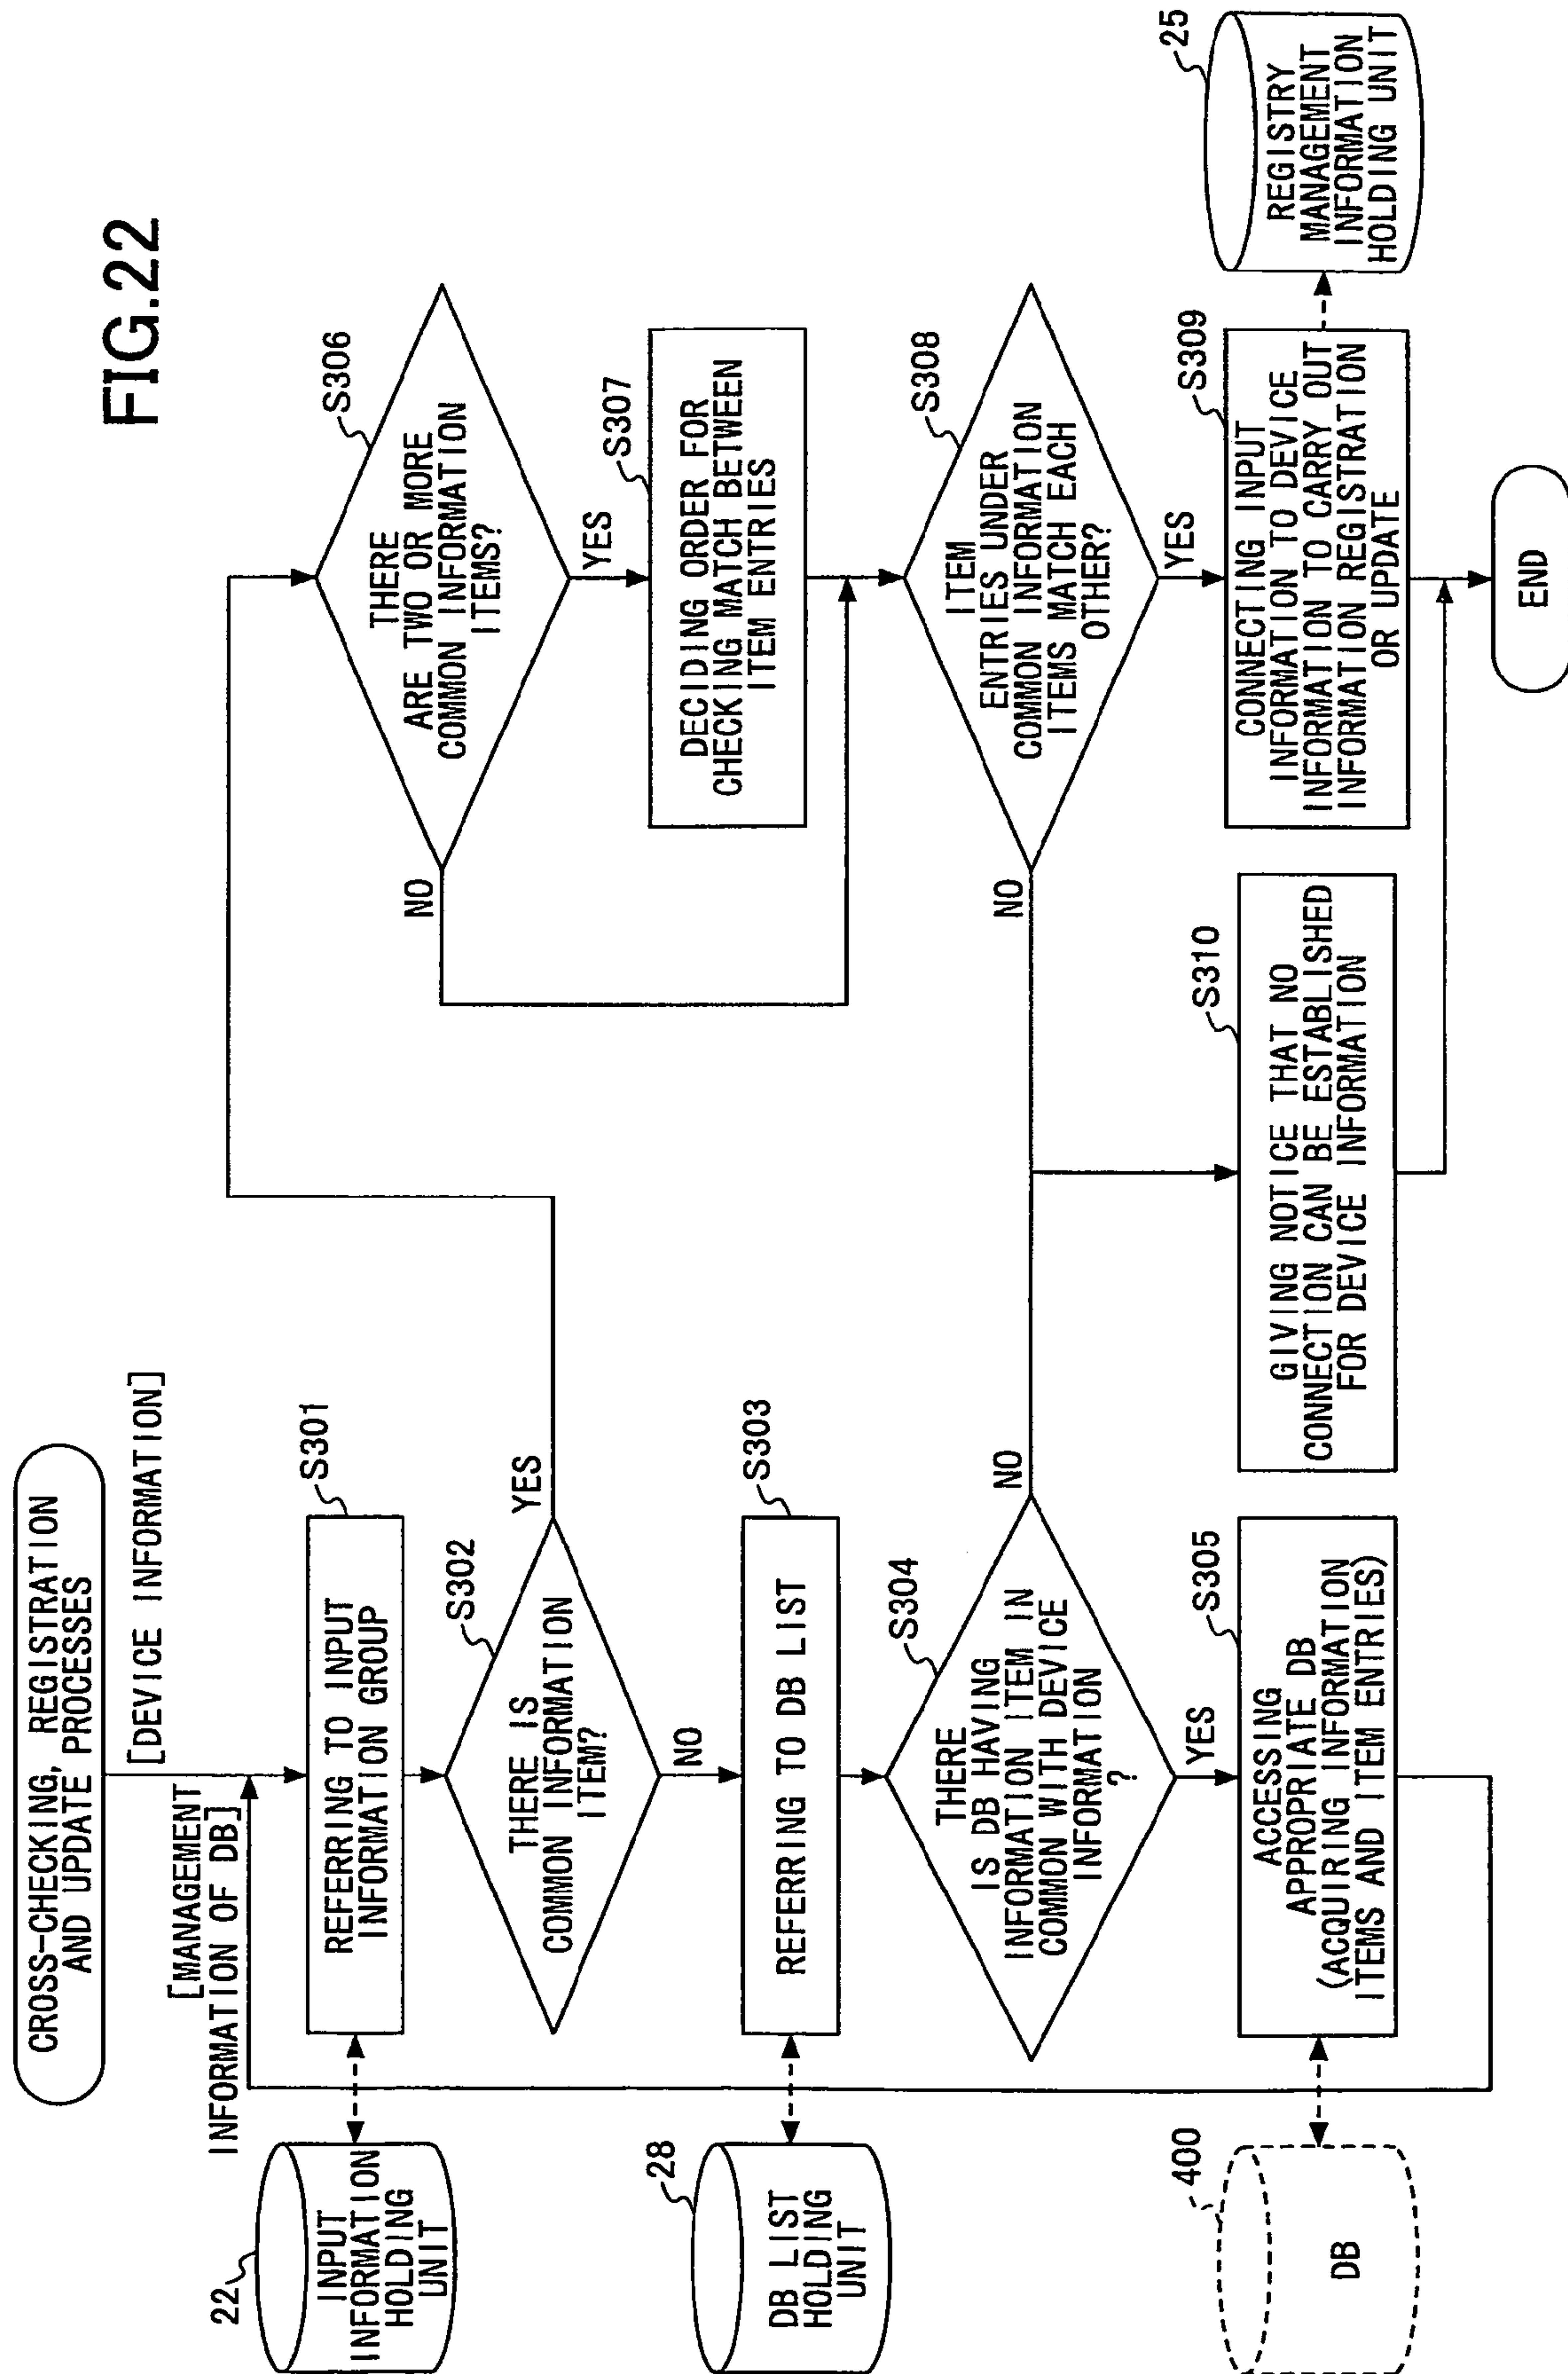 FIG.22
CROSS-CHECKING, REGISTRATION
AND UPDATE PROCESSES
[DEVICE INFORMATION]
[MANAGEMENT
INFORMATION OF DB]
22
INPUT
INFORMATION
HOLDING
UNIT
S301
REFERRING TO INPUT
INFORMATION GROUP
S302
THERE IS
COMMON INFORMATION
ITEM?
YES
NO
28
DB LIST
HOLDING
UNIT
S303
REFERRING TO DB LIST
S304
THERE
IS DB HAVING
INFORMATION ITEM IN
COMMON WITH DEVICE
INFORMATION
?
NO
YES
400
DB
S305
ACCESSING
APPROPRIATE DB
(ACQUIRING INFORMATION
ITEMS AND ITEM ENTRIES)
S306
THERE
ARE TWO OR MORE
COMMON INFORMATION
ITEMS?
NO
YES
S307
DECIDING ORDER FOR
CHECKING MATCH BETWEEN
ITEM ENTRIES
S308
ITEM
ENTRIES UNDER
COMMON INFORMATION
ITEMS MATCH EACH
OTHER?
NO
YES
S310
GIVING NOTICE THAT NO
CONNECTION CAN BE ESTABLISHED
FOR DEVICE INFORMATION
S309
CONNECTING INPUT
INFORMATION TO DEVICE
INFORMATION TO CARRY OUT
INFORMATION REGISTRATION
OR UPDATE
25
REGISTRY
MANAGEMENT
INFORMATION
HOLDING UNIT
END